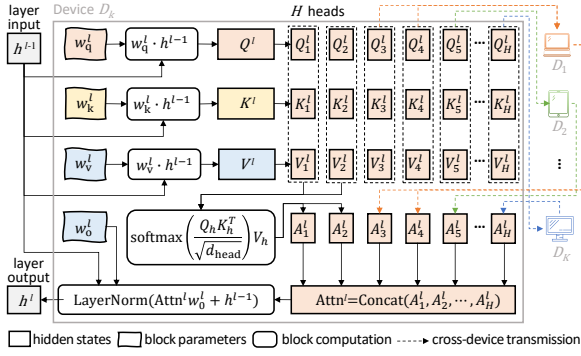 layer input
Device D_k
H heads
h^{l-1}
w_q^l
w_q^l · h^{l-1}
Q^l
Q_1^l Q_2^l Q_3^l Q_4^l Q_5^l ··· Q_H^l
D_1
w_k^l
w_k^l · h^{l-1}
K^l
K_1^l K_2^l K_3^l K_4^l K_5^l ··· K_H^l
D_2
w_v^l
w_v^l · h^{l-1}
V^l
V_1^l V_2^l V_3^l V_4^l V_5^l ··· V_H^l
⋮
w_o^l
softmax(Q_h K_h^T / √d_head) V_h
A_1^l A_2^l A_3^l A_4^l A_5^l ··· A_H^l
D_K
layer output
h^l
LayerNorm(Attn^l w_0^l + h^{l-1})
Attn^l=Concat(A_1^l, A_2^l, ···, A_H^l)
hidden states
block parameters
block computation
cross-device transmission